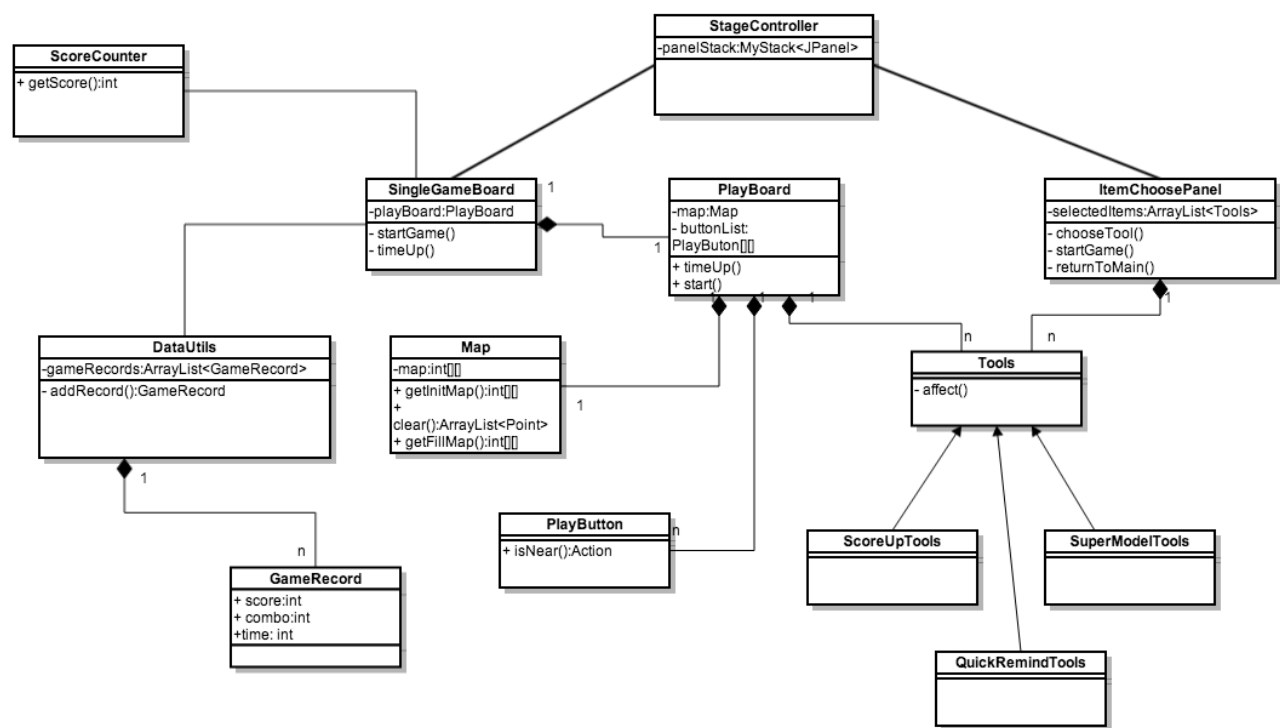 StageController
-panelStack:MyStack<JPanel>
ScoreCounter
+ getScore():int
SingleGameBoard
-playBoard:PlayBoard
- startGame()
- timeUp()
1
1
PlayBoard
-map:Map
- buttonList:
PlayButon[][]
+ timeUp()
+ start()
1
1
1
ItemChoosePanel
-selectedItems:ArrayList<Tools>
- chooseTool()
- startGame()
- returnToMain()
1
n
n
DataUtils
-gameRecords:ArrayList<GameRecord>
- addRecord():GameRecord
1
n
Map
-map:int[][]
+ getInitMap():int[][]
+
clear():ArrayList<Point>
+ getFillMap():int[][]
1
Tools
- affect()
PlayButton
+ isNear():Action
n
ScoreUpTools
SuperModelTools
GameRecord
+ score:int
+ combo:int
+time: int
QuickRemindTools